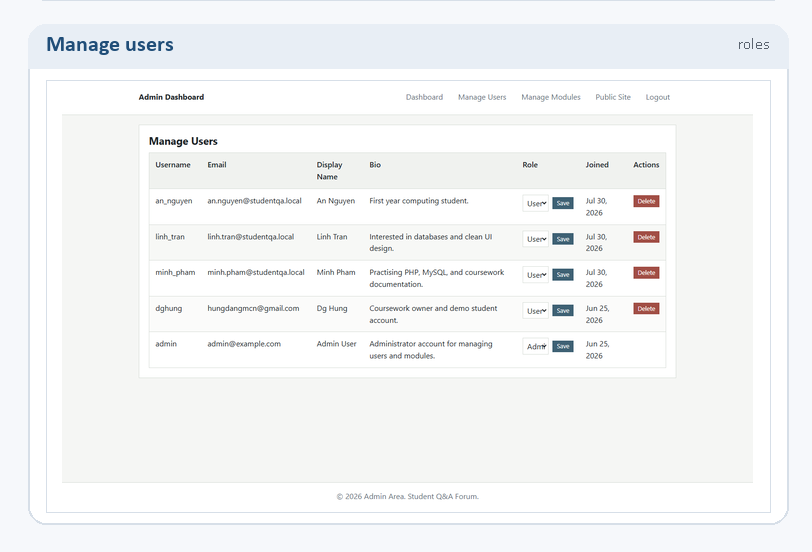 Manage users
roles
Admin Dashboard
Dashboard Manage Users Manage Modules Public Site Logout
Manage Users
Username Email Display Name Bio Role Joined Actions
an_nguyen an.nguyen@studentqa.local An Nguyen First year computing student. User Save Jul 30, 2026 Delete
linh_tran linh.tran@studentqa.local Linh Tran Interested in databases and clean UI design. User Save Jul 30, 2026 Delete
minh_pham minh.pham@studentqa.local Minh Pham Practising PHP, MySQL, and coursework documentation. User Save Jul 30, 2026 Delete
dghung hungdangmcn@gmail.com Dg Hung Coursework owner and demo student account. User Save Jun 25, 2026 Delete
admin admin@example.com Admin User Administrator account for managing users and modules. Save Jun 25, 2026
© 2026 Admin Area. Student Q&A Forum.